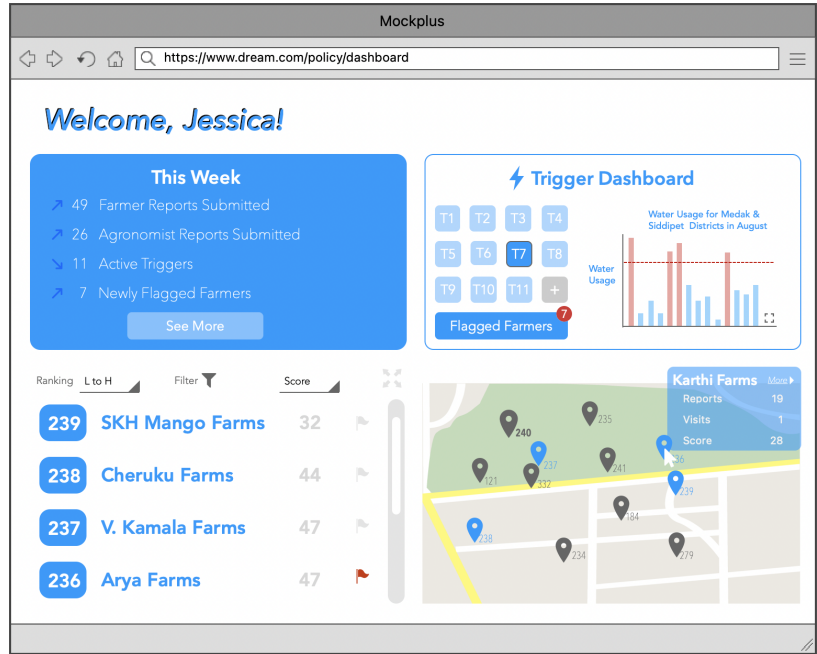 Mockplus
https://www.dream.com/policy/dashboard
Welcome, Jessica!
This Week
49 Farmer Reports Submitted
26 Agronomist Reports Submitted
11 Active Triggers
7 Newly Flagged Farmers
See More
Trigger Dashboard
T1 T2 T3 T4
T5 T6 T7 T8
T9 T10 T11 +
Flagged Farmers
7
Water Usage for Medak &
Siddipet Districts in August
Water
Usage
Ranking L to H Filter Score
239 SKH Mango Farms 32
238 Cheruku Farms 44
237 V. Kamala Farms 47
236 Arya Farms 47
Karthi Farms More
Reports 19
Visits 1
Score 28
235
240
237
241
236
121
332
239
184
238
234
279